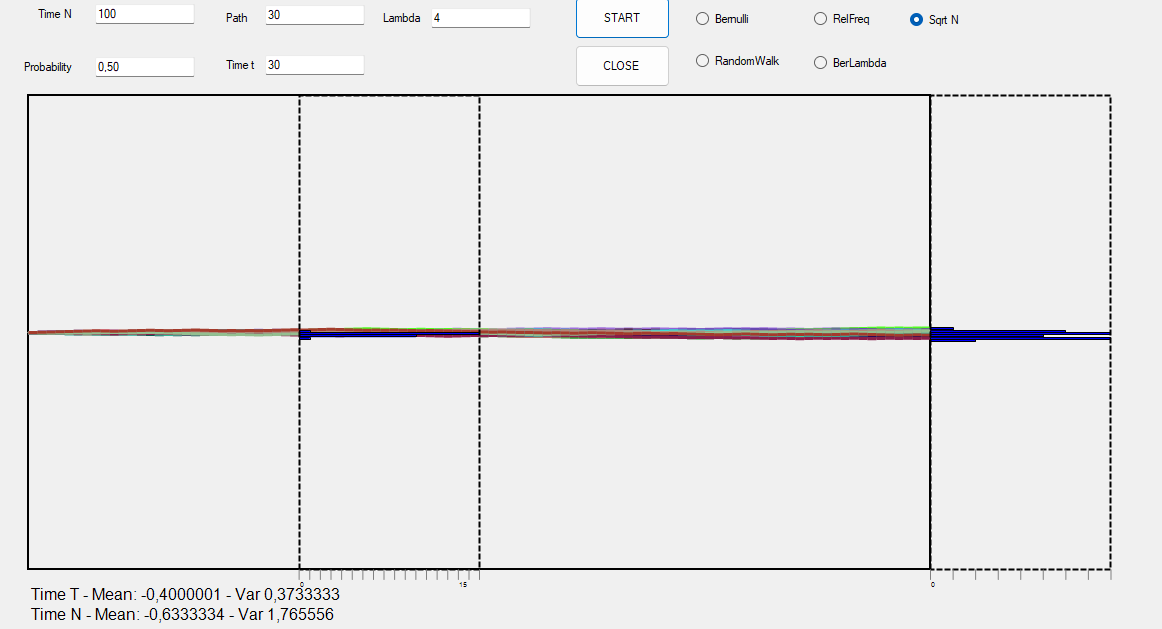 Time N 100 Path 30 Lambda 4 START Bernulli RelFreq Sqrt N
Probability 0,50 Time t 30 CLOSE RandomWalk BerLambda
0 15 0
Time T - Mean: -0,4000001 - Var 0,3733333
Time N - Mean: -0,6333334 - Var 1,765556